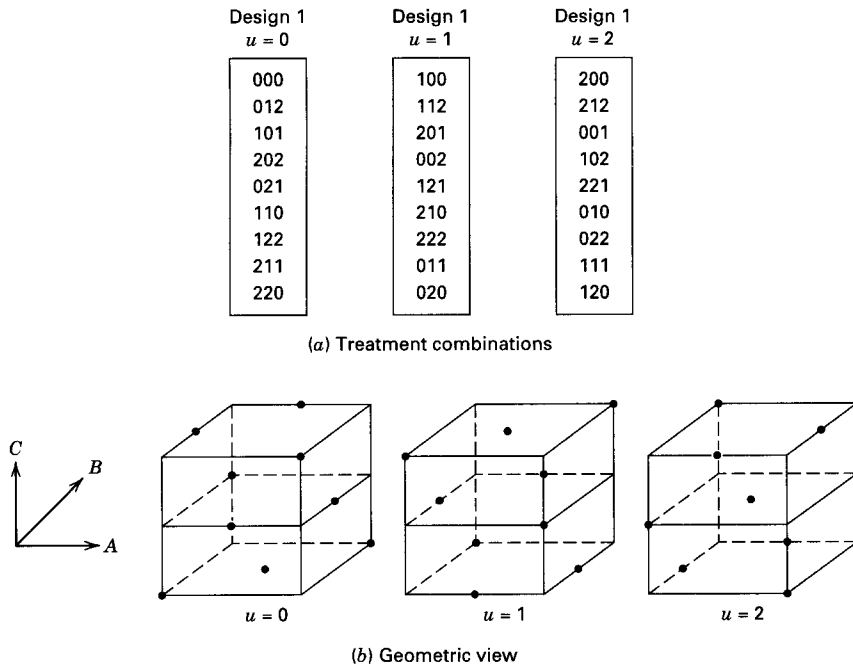 Design 1 Design 1 Design 1
u = 0 u = 1 u = 2
000 100 200
012 112 212
101 201 001
202 002 102
021 121 221
110 210 010
122 222 022
211 011 111
220 020 120
(a) Treatment combinations
C
B
A
u = 0 u = 1 u = 2
(b) Geometric view